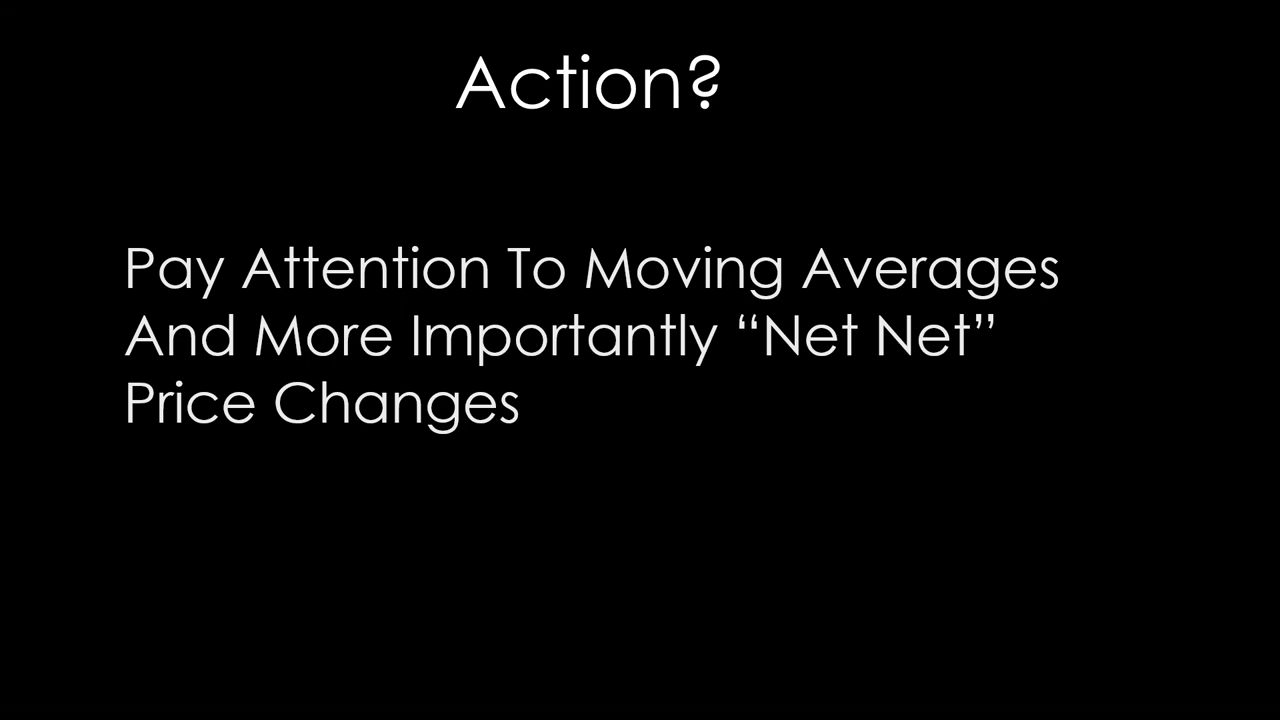 Action?
Pay Attention To Moving Averages
And More Importantly “Net Net”
Price Changes